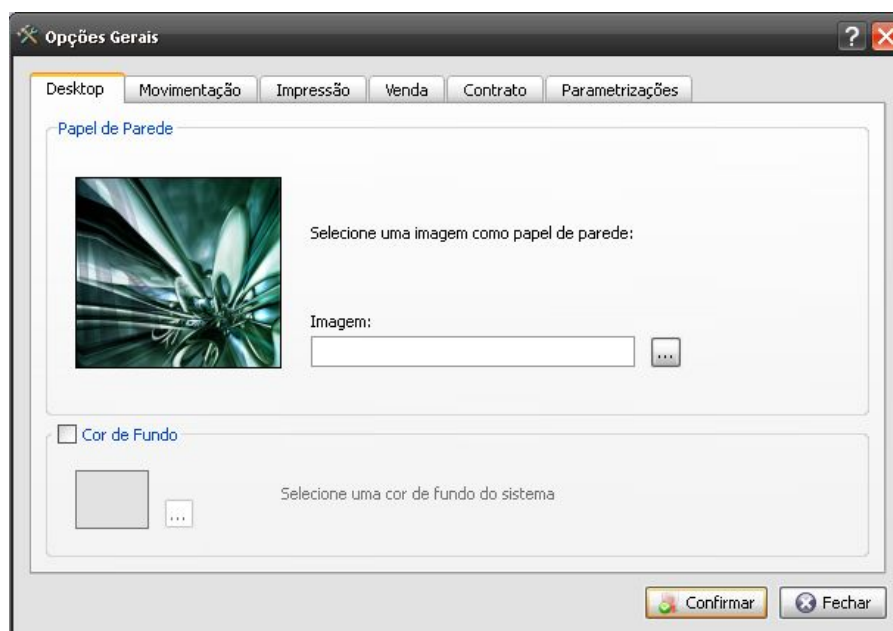 Opções Gerais
Desktop Movimentação Impressão Venda Contrato Parametrizações
Papel de Parede
Selecione uma imagem como papel de parede:
Imagem:
...
Cor de Fundo
... Selecione uma cor de fundo do sistema
Confirmar Fechar